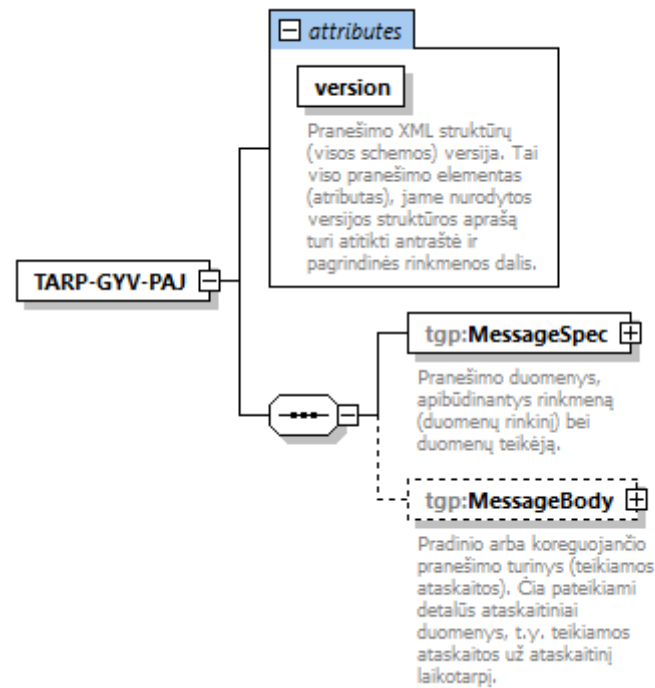 attributes
version
Pranešimo XML struktūrų
(visos schemos) versija. Tai
viso pranešimo elementas
(atributas), jame nurodytos
versijos struktūros aprašą
turi atitikti antraštė ir
pagrindinės rinkmenos dalis.
TARP-GYV-PAJ
tgp:MessageSpec
Pranešimo duomenys,
apibūdinantys rinkmeną
(duomenų rinkinį) bei
duomenų teikėją.
tgp:MessageBody
Pradinio arba koreguojančio
pranešimo turinys (teikiamos
ataskaitos). Čia pateikiami
detalūs ataskaitiniai
duomenys, t.y. teikiamos
ataskaitos už ataskaitinį
laikotarpį.